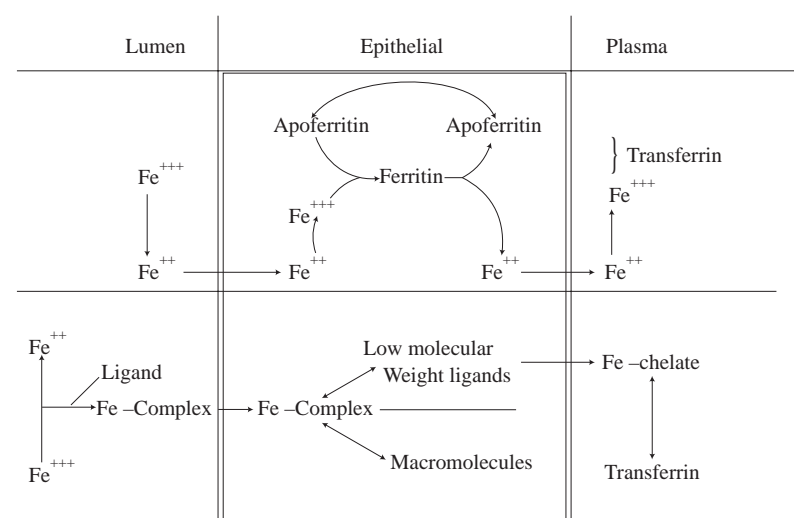 Lumen Epithelial Plasma
Apoferritin Apoferritin
} Transferrin
Fe+++ Ferritin
Fe+++
Fe+++
Fe++ Fe++ Fe++ Fe++
Fe++
Low molecular
Weight ligands
Fe –chelate
Ligand
Fe –Complex Fe –Complex
Macromolecules
Fe+++
Transferrin